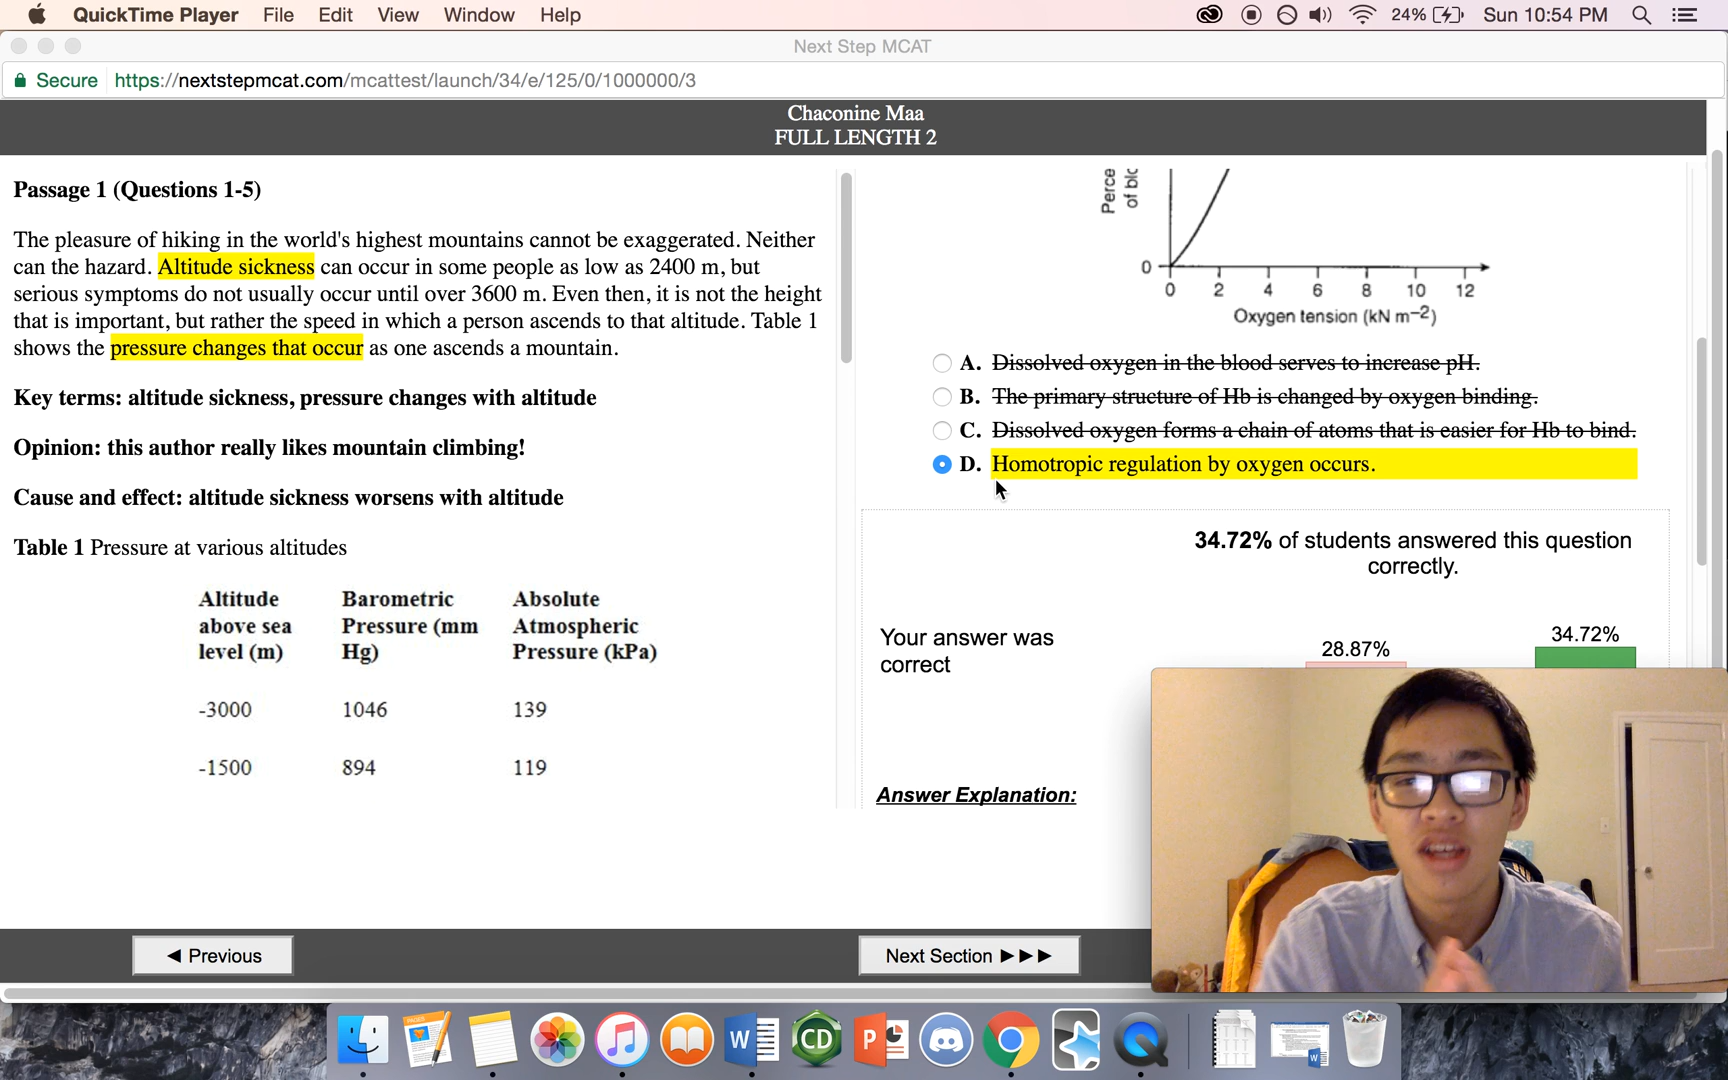 QuickTime Player File Edit View Window Help 24% Sun 10:54 PM
Next Step MCAT
Secure https://nextstepmcat.com/mcattest/launch/34/e/125/0/1000000/3
Chaconine Maa
FULL LENGTH 2
Passage 1 (Questions 1-5)
The pleasure of hiking in the world's highest mountains cannot be exaggerated. Neither
can the hazard. Altitude sickness can occur in some people as low as 2400 m, but
serious symptoms do not usually occur until over 3600 m. Even then, it is not the height
that is important, but rather the speed in which a person ascends to that altitude. Table 1
shows the pressure changes that occur as one ascends a mountain.
Key terms: altitude sickness, pressure changes with altitude
Opinion: this author really likes mountain climbing!
Cause and effect: altitude sickness worsens with altitude
Table 1 Pressure at various altitudes
Altitude above sea level (m) Barometric Pressure (mm Hg) Absolute Atmospheric Pressure (kPa)
-3000 1046 139
-1500 894 119
Perce
of blo
0
0 2 4 6 8 10 12
Oxygen tension (kN m−2)
A. Dissolved oxygen in the blood serves to increase pH.
B. The primary structure of Hb is changed by oxygen binding.
C. Dissolved oxygen forms a chain of atoms that is easier for Hb to bind.
D. Homotropic regulation by oxygen occurs.
34.72% of students answered this question
correctly.
Your answer was
correct
28.87%
34.72%
Answer Explanation:
◄ Previous
Next Section ►►►
W
CD
P
W